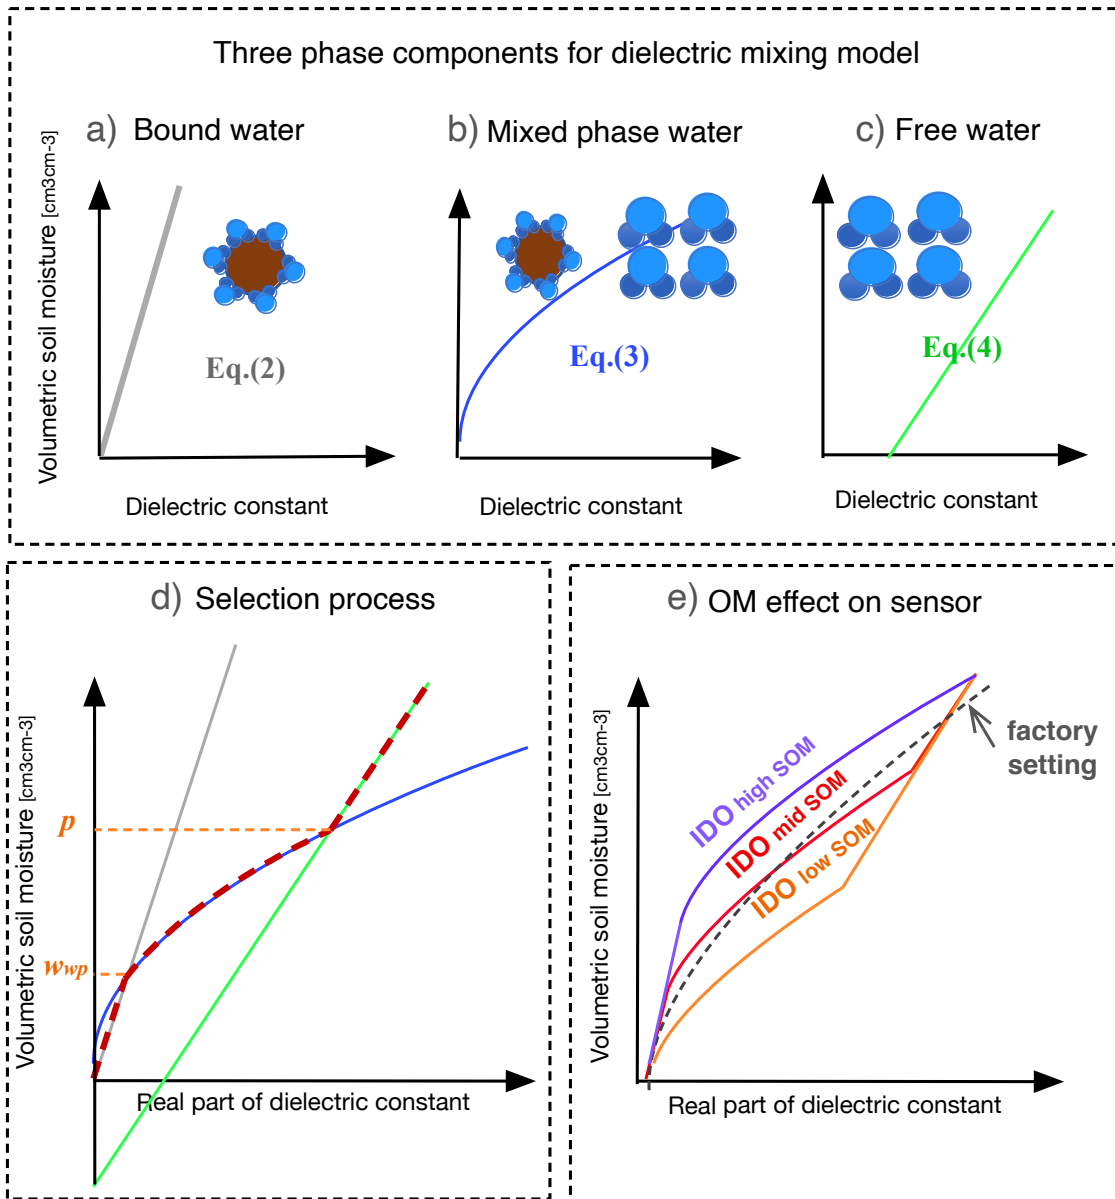 Three phase components for dielectric mixing model
a) Bound water
b) Mixed phase water
c) Free water
Volumetric soil moisture [cm3cm-3]
Eq.(2)
Eq.(3)
Eq.(4)
Dielectric constant
Dielectric constant
Dielectric constant
d) Selection process
Volumetric soil moisture [cm3cm-3]
p
wwp
Real part of dielectric constant
e) OM effect on sensor
Volumetric soil moisture [cm3cm-3]
factory
setting
IDO high SOM
IDO mid SOM
IDO low SOM
Real part of dielectric constant